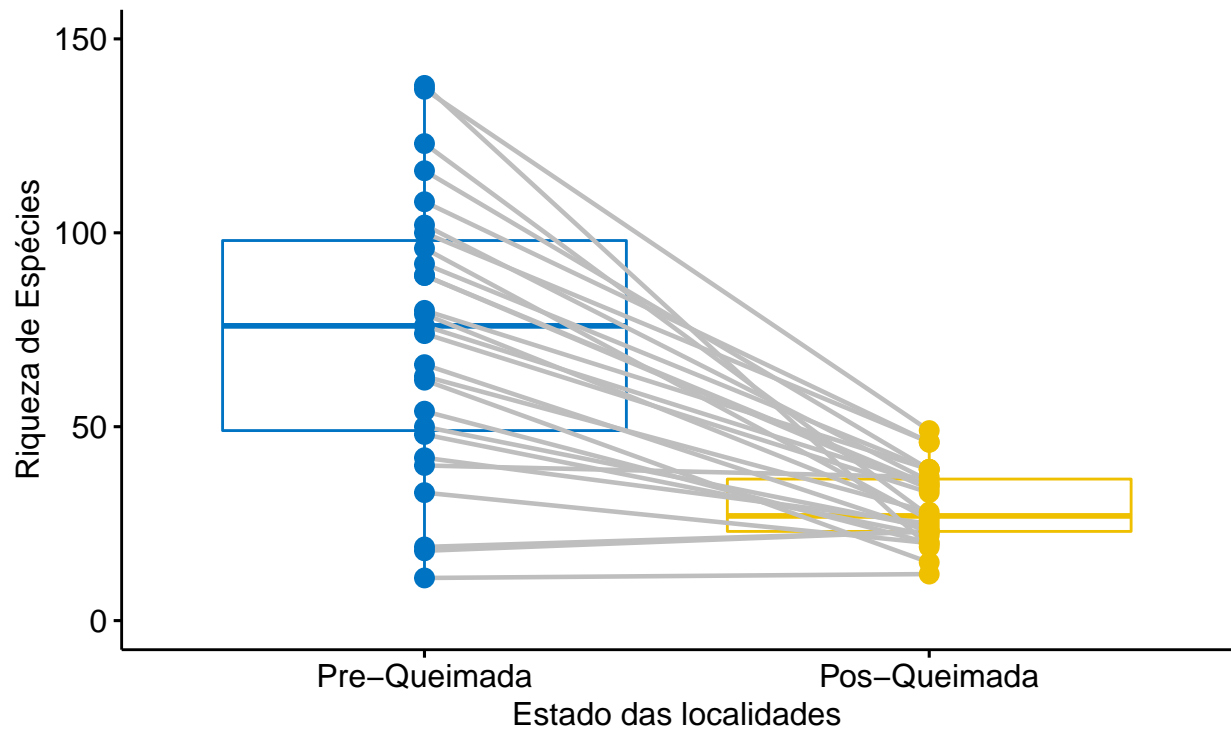 150
100
50
0
Riqueza de Espécies
Pre−Queimada
Pos−Queimada
Estado das localidades